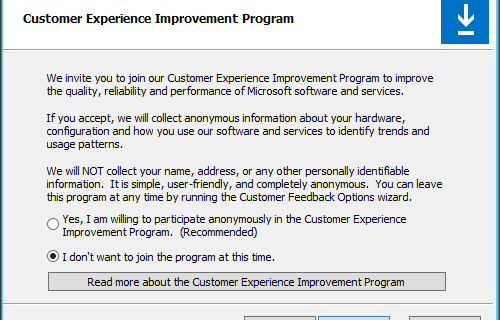 Customer Experience Improvement Program
We invite you to join our Customer Experience Improvement Program to improve
the quality, reliability and performance of Microsoft software and services.
If you accept, we will collect anonymous information about your hardware,
configuration and how you use our software and services to identify trends and
usage patterns.
We will NOT collect your name, address, or any other personally identifiable
information.  It is simple, user-friendly, and completely anonymous.  You can leave
this program at any time by running the Customer Feedback Options wizard.
Yes, I am willing to participate anonymously in the Customer Experience
Improvement Program.  (Recommended)
I don't want to join the program at this time.
Read more about the Customer Experience Improvement Program